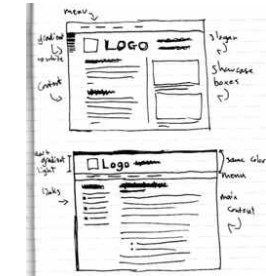 menu
gradient
to white
LOGO
slogan
showcase
boxes
Content
gradient
light
Logo
same color
menu
links
main
content